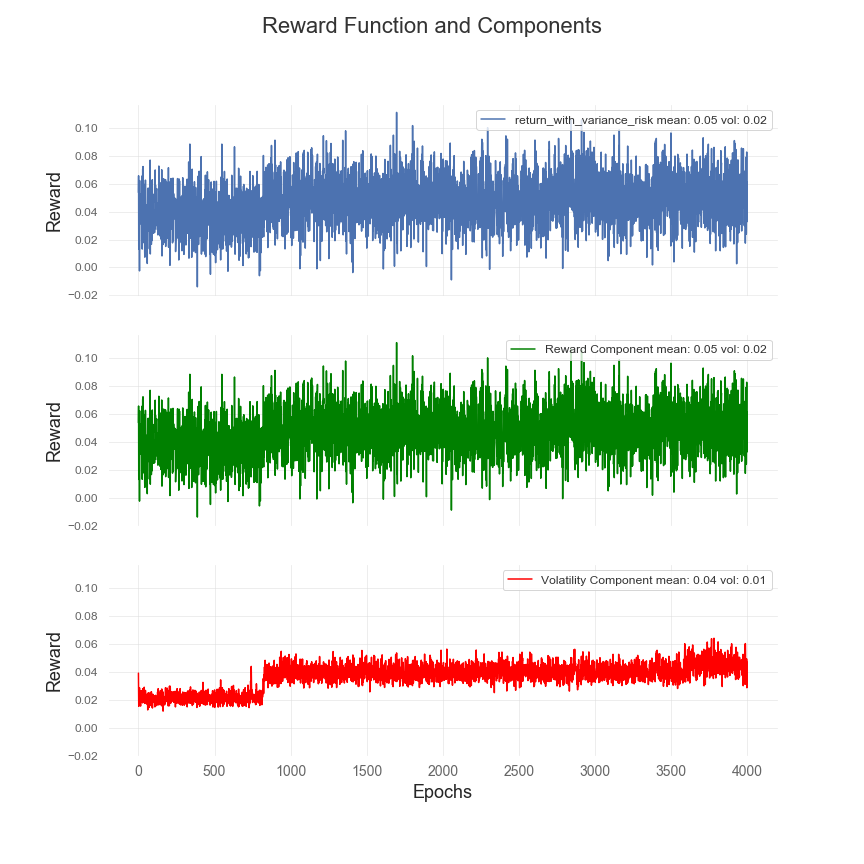 Reward Function and Components
return_with_variance_risk mean: 0.05 vol: 0.02
0.10
0.08
0.06
0.04
0.02
0.00
−0.02
Reward
Reward Component mean: 0.05 vol: 0.02
0.10
0.08
0.06
0.04
0.02
0.00
−0.02
Reward
Volatility Component mean: 0.04 vol: 0.01
0.10
0.08
0.06
0.04
0.02
0.00
−0.02
Reward
0 500 1000 1500 2000 2500 3000 3500 4000
Epochs